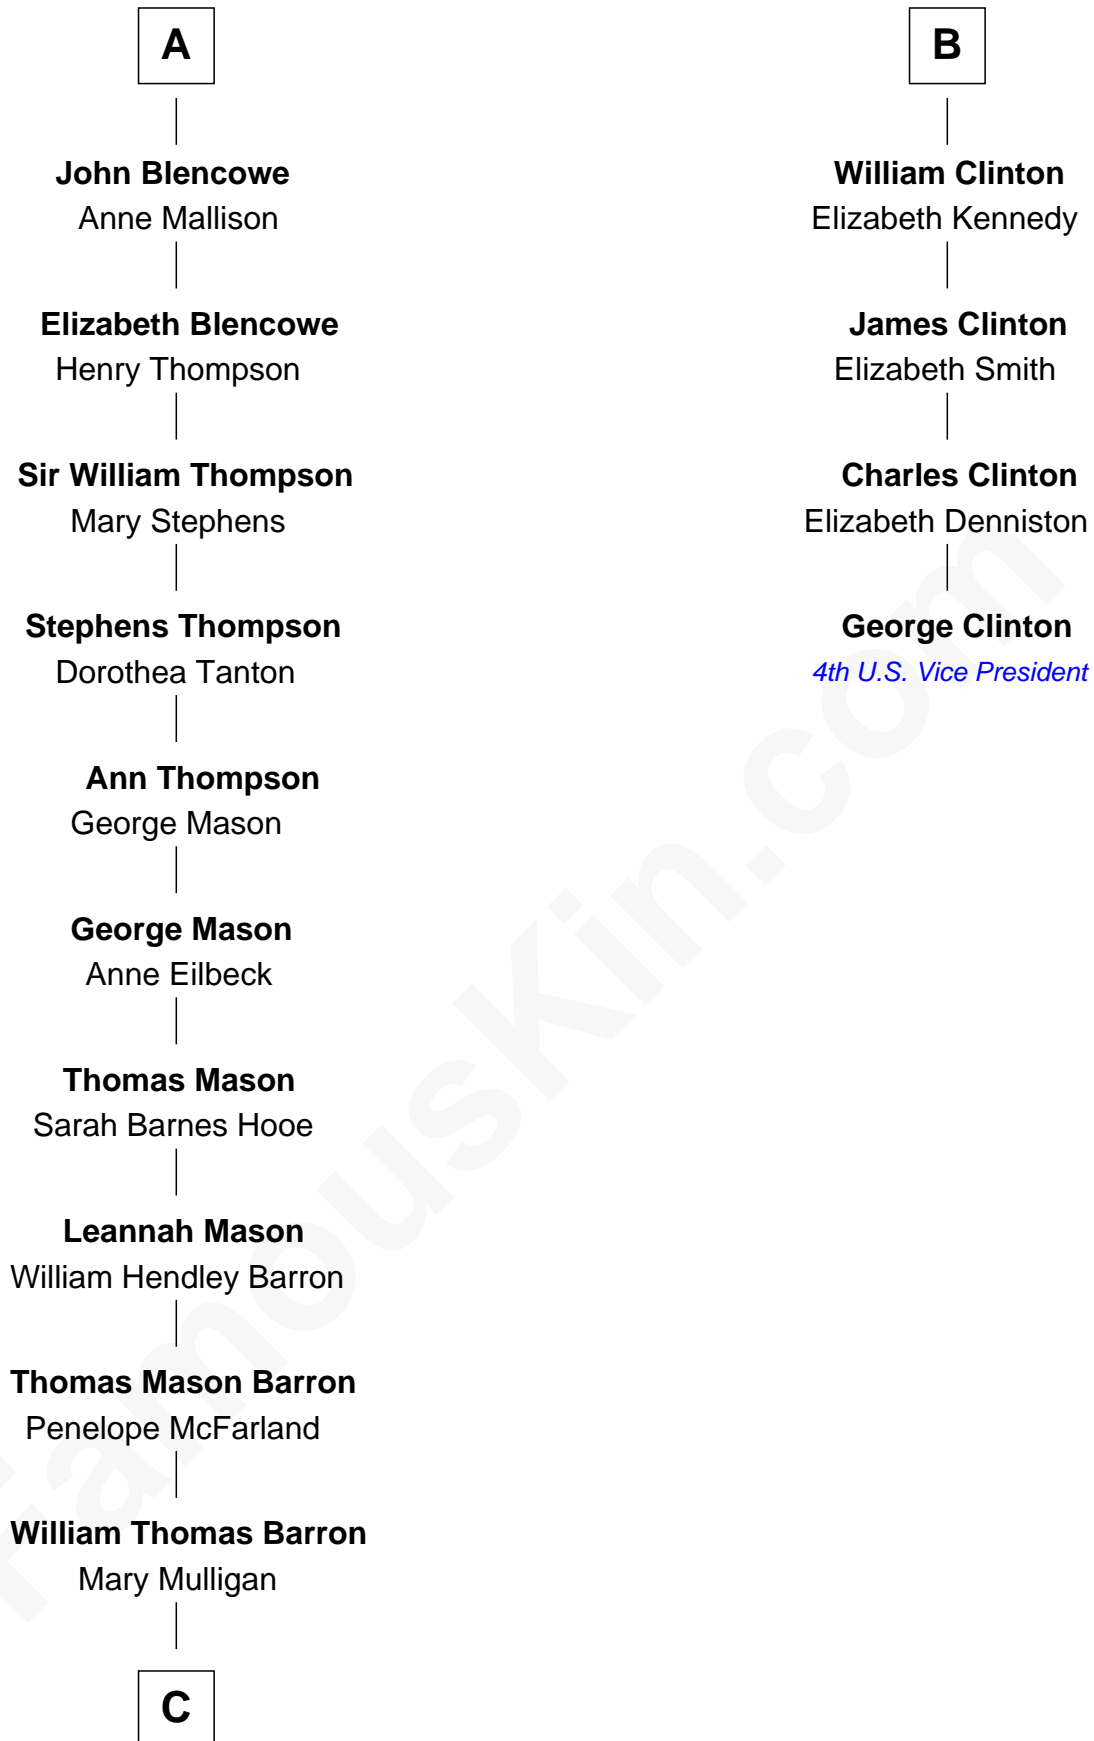 A
John Blencowe
Anne Mallison
Elizabeth Blencowe
Henry Thompson
Sir William Thompson
Mary Stephens
Stephens Thompson
Dorothea Tanton
Ann Thompson
George Mason
George Mason
Anne Eilbeck
Thomas Mason
Sarah Barnes Hooe
Leannah Mason
William Hendley Barron
Thomas Mason Barron
Penelope McFarland
William Thomas Barron
Mary Mulligan
C
B
William Clinton
Elizabeth Kennedy
James Clinton
Elizabeth Smith
Charles Clinton
Elizabeth Denniston
George Clinton
4th U.S. Vice President
FamousKin.com